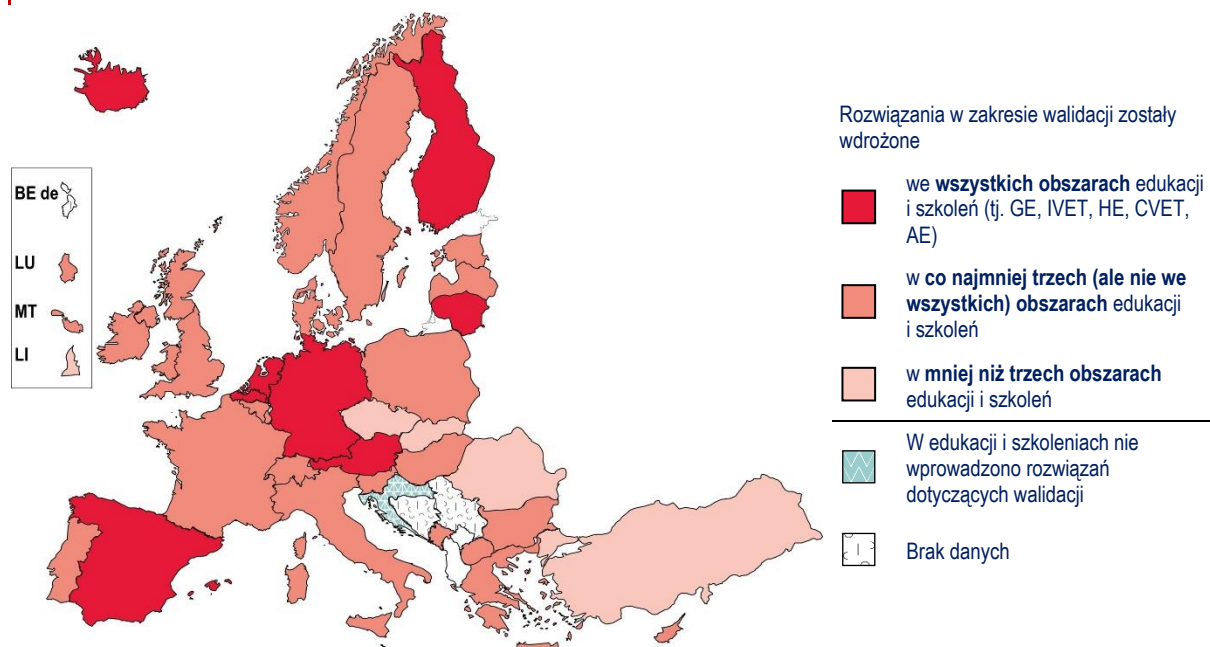 BE de
LU
MT
LI
Rozwiązania w zakresie walidacji zostały
wdrożone
we wszystkich obszarach edukacji
i szkoleń (tj. GE, IVET, HE, CVET,
AE)
w co najmniej trzech (ale nie we
wszystkich) obszarach edukacji
i szkoleń
w mniej niż trzech obszarach
edukacji i szkoleń
W edukacji i szkoleniach nie
wprowadzono rozwiązań
dotyczących walidacji
Brak danych